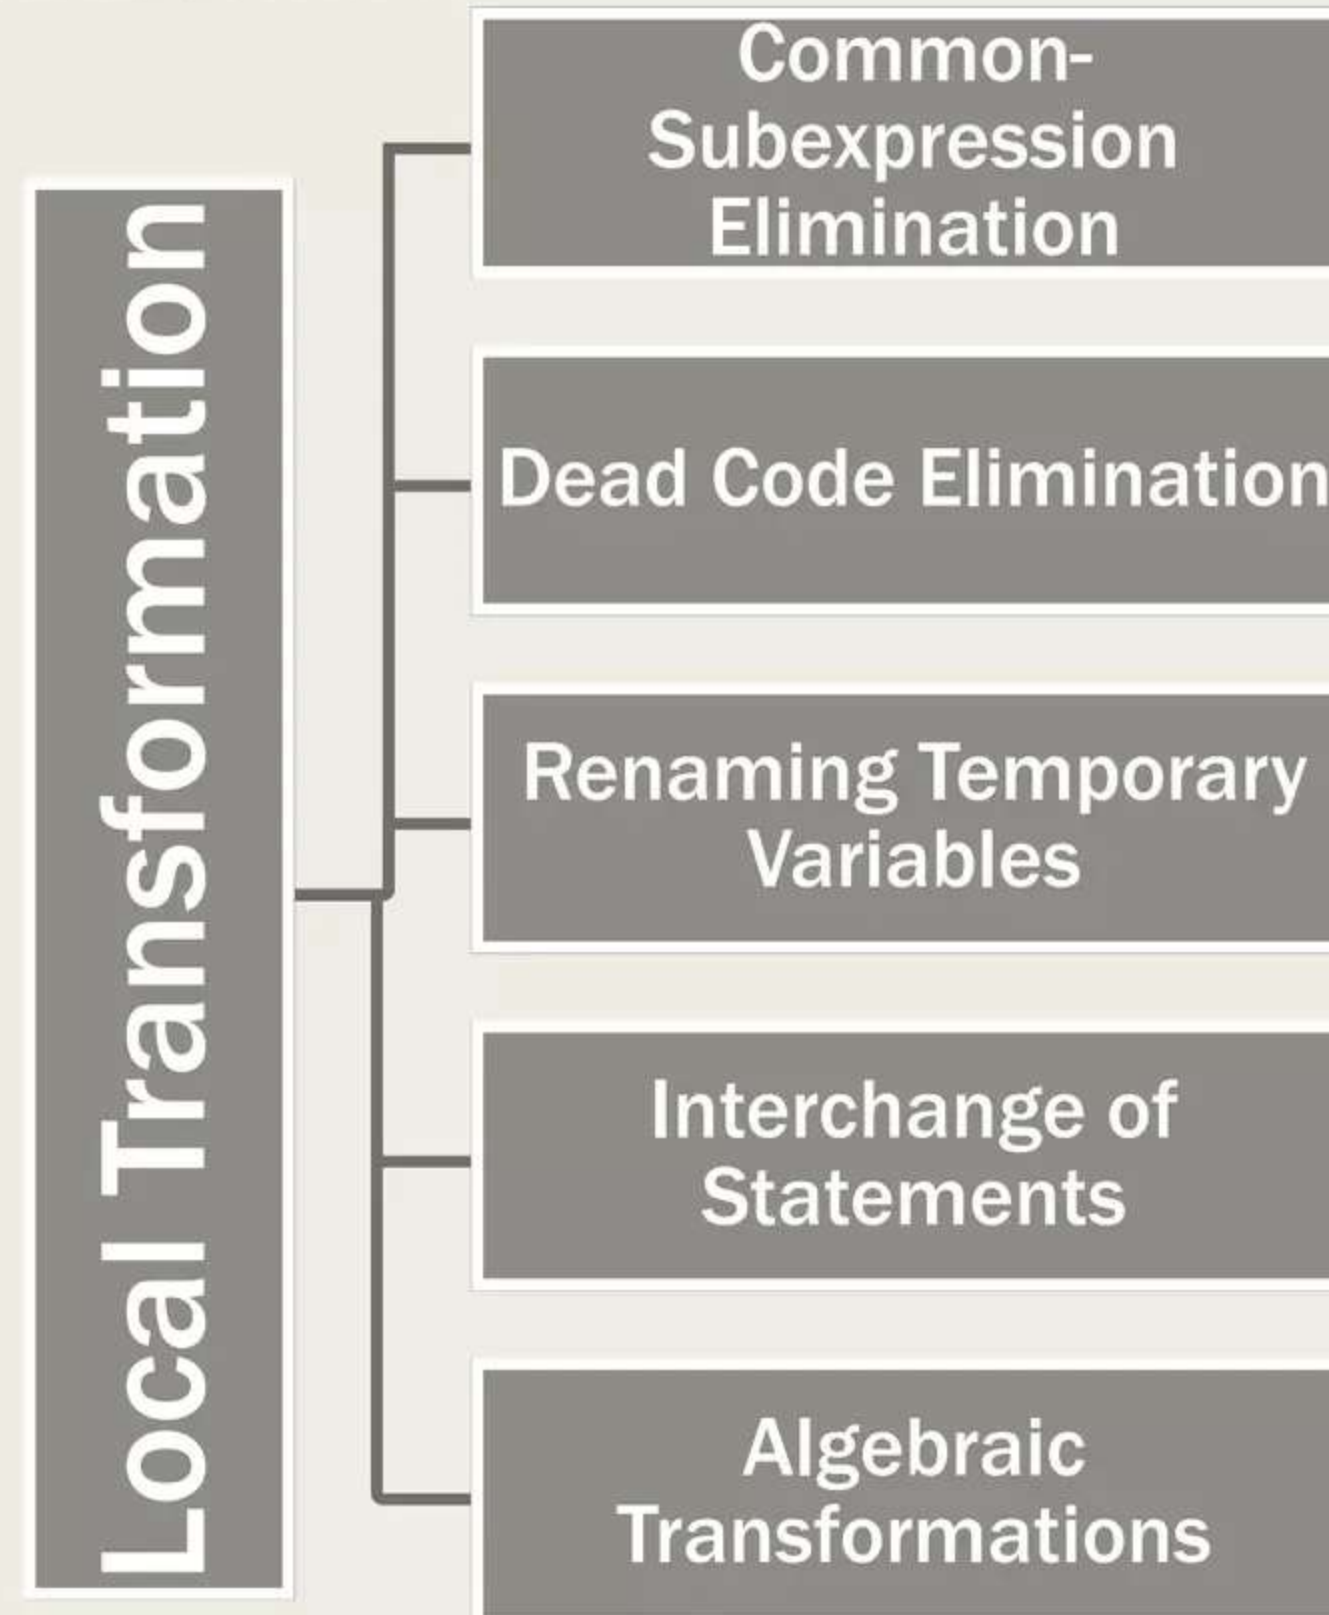 Local Transformation
Common-
Subexpression
Elimination
Dead Code Elimination
Renaming Temporary
Variables
Interchange of
Statements
Algebraic
Transformations